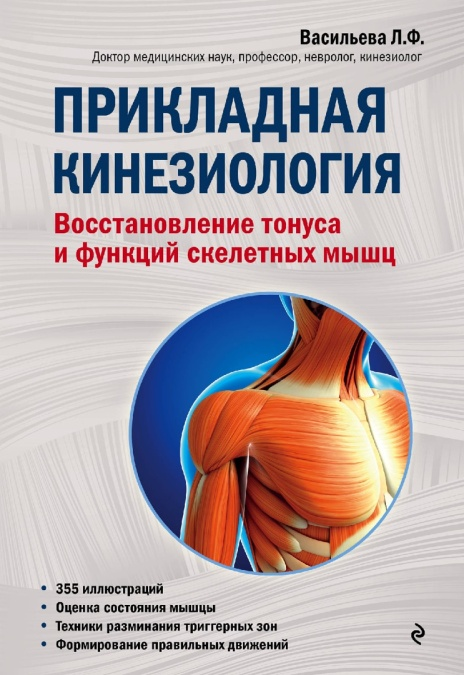 Васильева Л.Ф.
Доктор медицинских наук, профессор, невролог, кинезиолог
ПРИКЛАДНАЯ
КИНЕЗИОЛОГИЯ
Восстановление тонуса
и функций скелетных мышц
• 355 иллюстраций
• Оценка состояния мышцы
• Техники разминания триггерных зон
• Формирование правильных движений